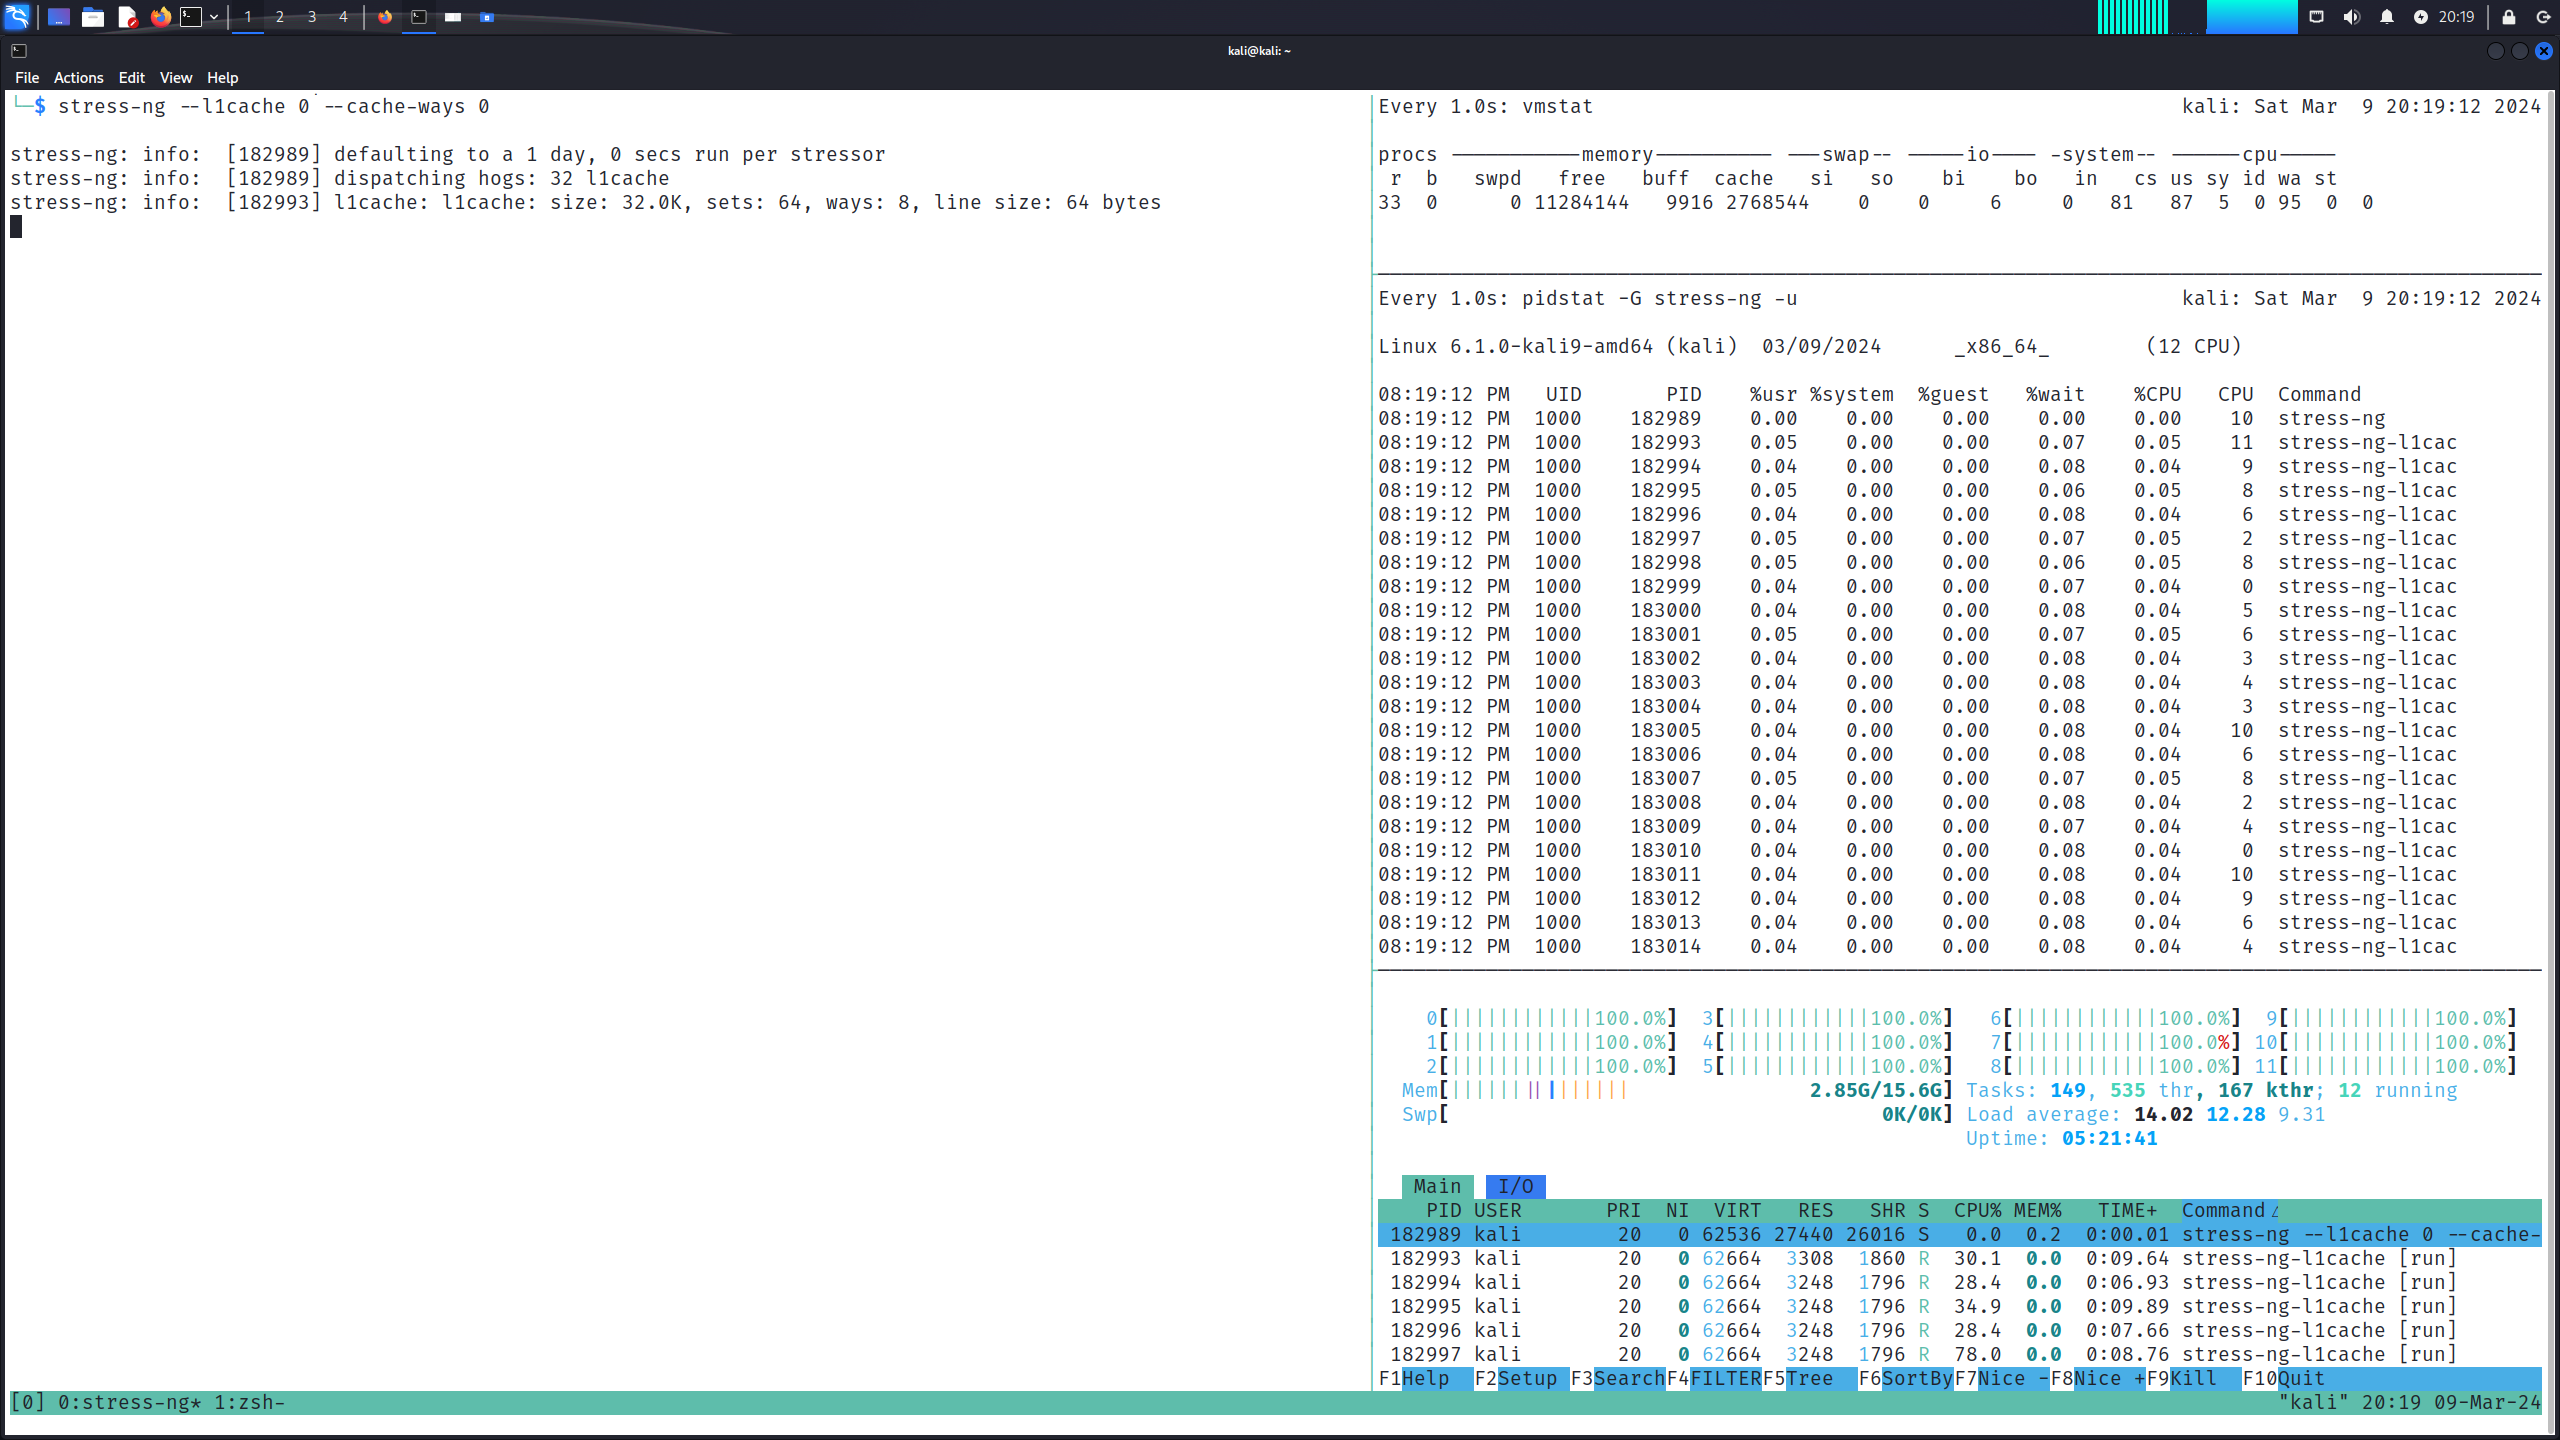 1 2 3 4 20:19
kali@kali: ~
File Actions Edit View Help
└─$ stress-ng --l1cache 0 --cache-ways 0
stress-ng: info:  [182989] defaulting to a 1 day, 0 secs run per stressor
stress-ng: info:  [182989] dispatching hogs: 32 l1cache
stress-ng: info:  [182993] l1cache: l1cache: size: 32.0K, sets: 64, ways: 8, line size: 64 bytes
Every 1.0s: vmstat kali: Sat Mar  9 20:19:12 2024
procs -----------memory---------- ---swap-- -----io---- -system-- ------cpu-----
r b swpd free buff cache si so bi bo in cs us sy id wa st
33 0 0 11284144 9916 2768544 0 0 6 0 81 87 5 0 95 0 0
Every 1.0s: pidstat -G stress-ng -u kali: Sat Mar  9 20:19:12 2024
Linux 6.1.0-kali9-amd64 (kali) 03/09/2024 _x86_64_ (12 CPU)
08:19:12 PM UID PID %usr %system %guest %wait %CPU CPU Command
08:19:12 PM 1000 182989 0.00 0.00 0.00 0.00 0.00 10 stress-ng
08:19:12 PM 1000 182993 0.05 0.00 0.00 0.07 0.05 11 stress-ng-l1cac
08:19:12 PM 1000 182994 0.04 0.00 0.00 0.08 0.04 9 stress-ng-l1cac
08:19:12 PM 1000 182995 0.05 0.00 0.00 0.06 0.05 8 stress-ng-l1cac
08:19:12 PM 1000 182996 0.04 0.00 0.00 0.08 0.04 6 stress-ng-l1cac
08:19:12 PM 1000 182997 0.05 0.00 0.00 0.07 0.05 2 stress-ng-l1cac
08:19:12 PM 1000 182998 0.05 0.00 0.00 0.06 0.05 8 stress-ng-l1cac
08:19:12 PM 1000 182999 0.04 0.00 0.00 0.07 0.04 0 stress-ng-l1cac
08:19:12 PM 1000 183000 0.04 0.00 0.00 0.08 0.04 5 stress-ng-l1cac
08:19:12 PM 1000 183001 0.05 0.00 0.00 0.07 0.05 6 stress-ng-l1cac
08:19:12 PM 1000 183002 0.04 0.00 0.00 0.08 0.04 3 stress-ng-l1cac
08:19:12 PM 1000 183003 0.04 0.00 0.00 0.08 0.04 4 stress-ng-l1cac
08:19:12 PM 1000 183004 0.04 0.00 0.00 0.08 0.04 3 stress-ng-l1cac
08:19:12 PM 1000 183005 0.04 0.00 0.00 0.08 0.04 10 stress-ng-l1cac
08:19:12 PM 1000 183006 0.04 0.00 0.00 0.08 0.04 6 stress-ng-l1cac
08:19:12 PM 1000 183007 0.05 0.00 0.00 0.07 0.05 8 stress-ng-l1cac
08:19:12 PM 1000 183008 0.04 0.00 0.00 0.08 0.04 2 stress-ng-l1cac
08:19:12 PM 1000 183009 0.04 0.00 0.00 0.07 0.04 4 stress-ng-l1cac
08:19:12 PM 1000 183010 0.04 0.00 0.00 0.08 0.04 0 stress-ng-l1cac
08:19:12 PM 1000 183011 0.04 0.00 0.00 0.08 0.04 10 stress-ng-l1cac
08:19:12 PM 1000 183012 0.04 0.00 0.00 0.08 0.04 9 stress-ng-l1cac
08:19:12 PM 1000 183013 0.04 0.00 0.00 0.08 0.04 6 stress-ng-l1cac
08:19:12 PM 1000 183014 0.04 0.00 0.00 0.08 0.04 4 stress-ng-l1cac
0[||||||||||||100.0%] 3[||||||||||||100.0%] 6[||||||||||||100.0%] 9[||||||||||||100.0%]
1[||||||||||||100.0%] 4[||||||||||||100.0%] 7[||||||||||||100.0%] 10[||||||||||||100.0%]
2[||||||||||||100.0%] 5[||||||||||||100.0%] 8[||||||||||||100.0%] 11[||||||||||||100.0%]
Mem[||||||||||||||| 2.85G/15.6G] Tasks: 149, 535 thr, 167 kthr; 12 running
Swp[ 0K/0K] Load average: 14.02 12.28 9.31
Uptime: 05:21:41
Main I/O
PID USER PRI NI VIRT RES SHR S CPU% MEM% TIME+ Command△
182989 kali 20 0 62536 27440 26016 S 0.0 0.2 0:00.01 stress-ng --l1cache 0 --cache-
182993 kali 20 0 62664 3308 1860 R 30.1 0.0 0:09.64 stress-ng-l1cache [run]
182994 kali 20 0 62664 3248 1796 R 28.4 0.0 0:06.93 stress-ng-l1cache [run]
182995 kali 20 0 62664 3248 1796 R 34.9 0.0 0:09.89 stress-ng-l1cache [run]
182996 kali 20 0 62664 3248 1796 R 28.4 0.0 0:07.66 stress-ng-l1cache [run]
182997 kali 20 0 62664 3248 1796 R 78.0 0.0 0:08.76 stress-ng-l1cache [run]
F1Help F2Setup F3SearchF4FILTERF5Tree F6SortByF7Nice -F8Nice +F9Kill F10Quit
[0] 0:stress-ng* 1:zsh- "kali" 20:19 09-Mar-24